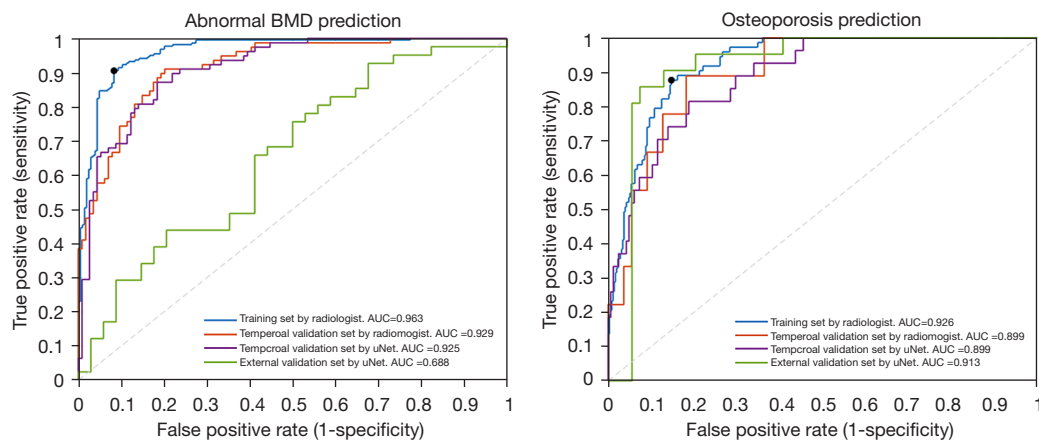 Abnormal BMD prediction
True positive rate (sensitivity)
1
0.9
0.8
0.7
0.6
0.5
0.4
0.3
0.2
0.1
0
Training set by radiologist. AUC=0.963
Temperoal validation set by radiomogist. AUC =0.929
Tempcroal validation set by uNet. AUC =0.925
External validation set by uNet. AUC =0.688
0 0.1 0.2 0.3 0.4 0.5 0.6 0.7 0.8 0.9 1
False positive rate (1-specificity)
Osteoporosis prediction
True positive rate (sensitivity)
1
0.9
0.8
0.7
0.6
0.5
0.4
0.3
0.2
0.1
0
Training set by radiologist. AUC=0.926
Temperoal validation set by radiomogist. AUC =0.899
Tempcroal validation set by uNet. AUC =0.899
External validation set by uNet. AUC =0.913
0 0.1 0.2 0.3 0.4 0.5 0.6 0.7 0.8 0.9 1
False positive rate (1-specificity)